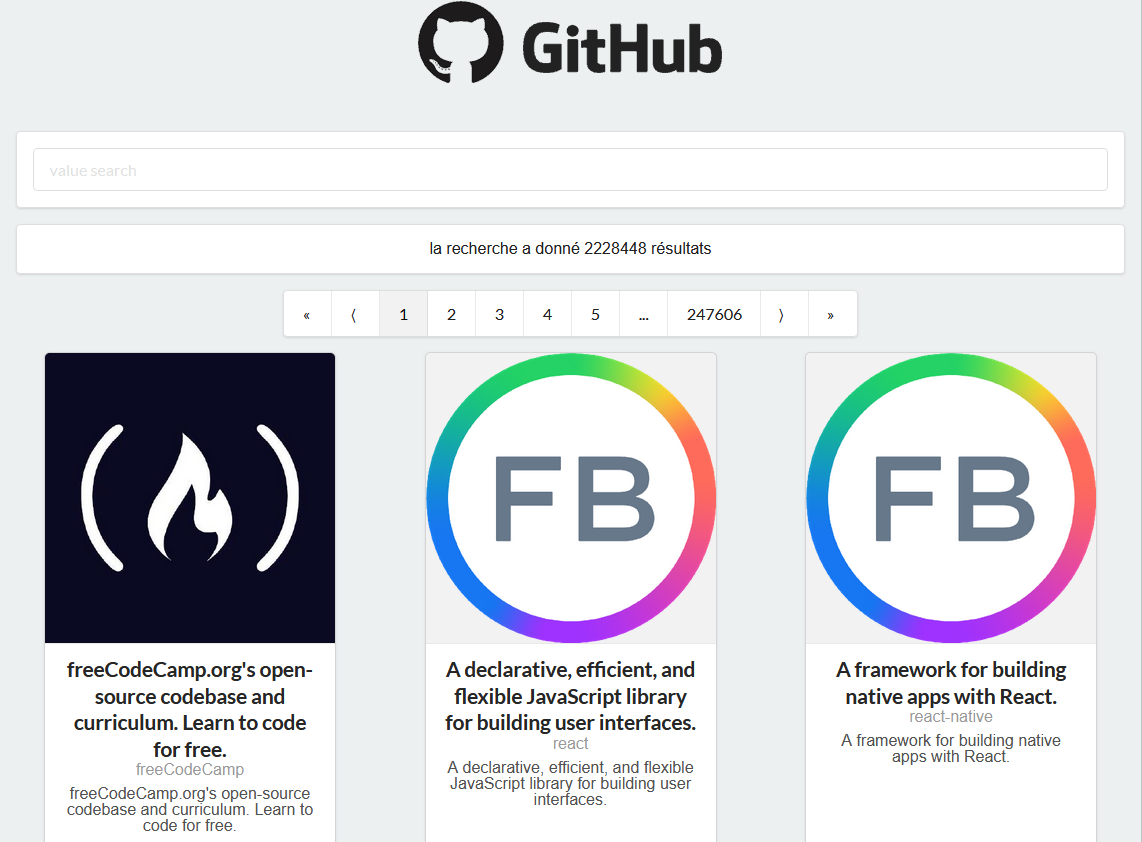 GitHub
value search
la recherche a donné 2228448 résultats
« ⟨ 1 2 3 4 5 ... 247606 ⟩ »
FB
FB
freeCodeCamp.org's open-
source codebase and
curriculum. Learn to code
for free.
freeCodeCamp
freeCodeCamp.org's open-source
codebase and curriculum. Learn to
code for free.
A declarative, efficient, and
flexible JavaScript library
for building user interfaces.
react
A declarative, efficient, and flexible
JavaScript library for building user
interfaces.
A framework for building
native apps with React.
react-native
A framework for building native
apps with React.